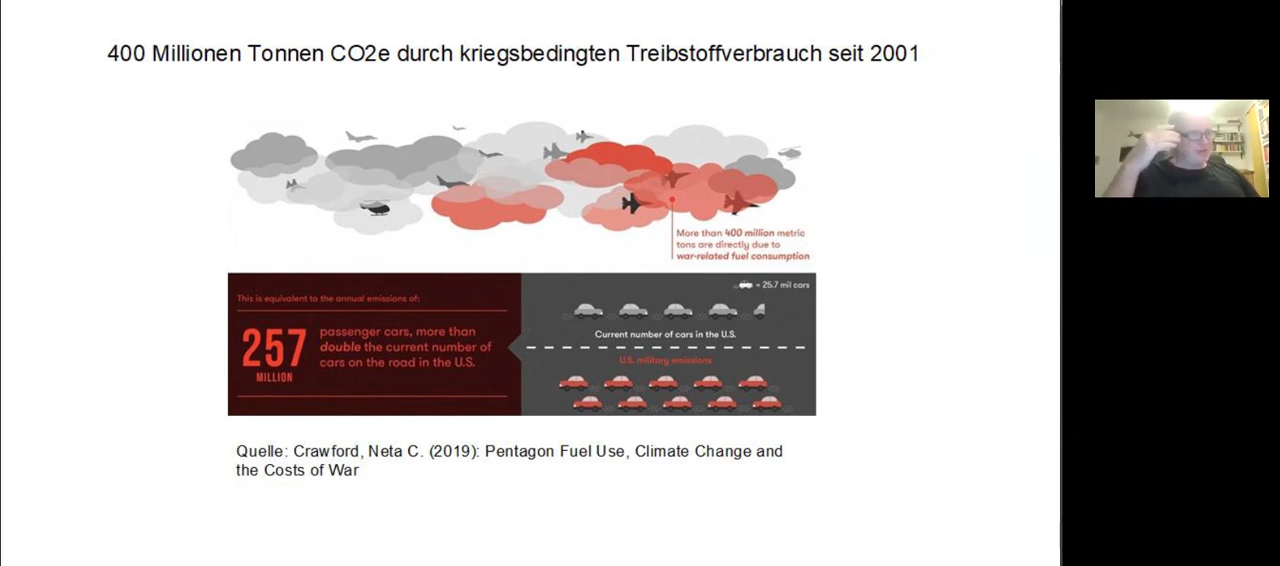 400 Millionen Tonnen CO2e durch kriegsbedingten Treibstoffverbrauch seit 2001
More than 400 million metric
tons are directly due to
war-related fuel consumption
This is equivalent to the annual emissions of:
257
MILLION
passenger cars, more than
double the current number of
cars on the road in the U.S.
= 25.7 mil cars
Current number of cars in the U.S.
U.S. military emissions
Quelle: Crawford, Neta C. (2019): Pentagon Fuel Use, Climate Change and
the Costs of War